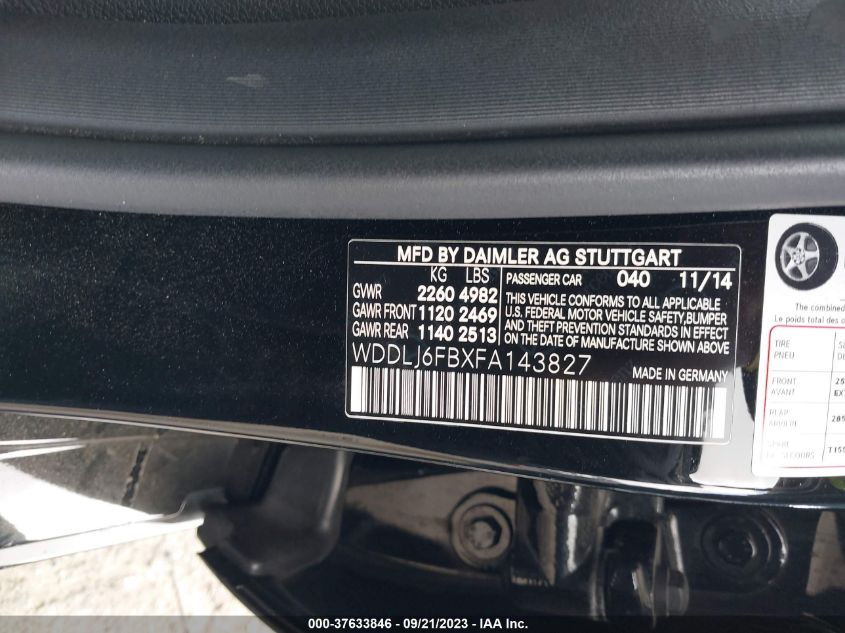 MFD BY DAIMLER AG STUTTGART
KG LBS
GVWR 2260 4982
GAWR FRONT 1120 2469
GAWR REAR 1140 2513
PASSENGER CAR 040 11/14
THIS VEHICLE CONFORMS TO ALL APPLICABLE
U.S. FEDERAL MOTOR VEHICLE SAFETY, BUMPER
AND THEFT PREVENTION STANDARDS IN EFFECT
ON THE DATE OF MANUFACTURE SHOWN ABOVE.
WDDLJ6FBXFA143827
MADE IN GERMANY
The combined
Le poids total des
TIRE
PNEU
FRONT
AVANT
REAR
ARRIERE
SPARE
DE SECOURS
000-37633846 - 09/21/2023 - IAA Inc.